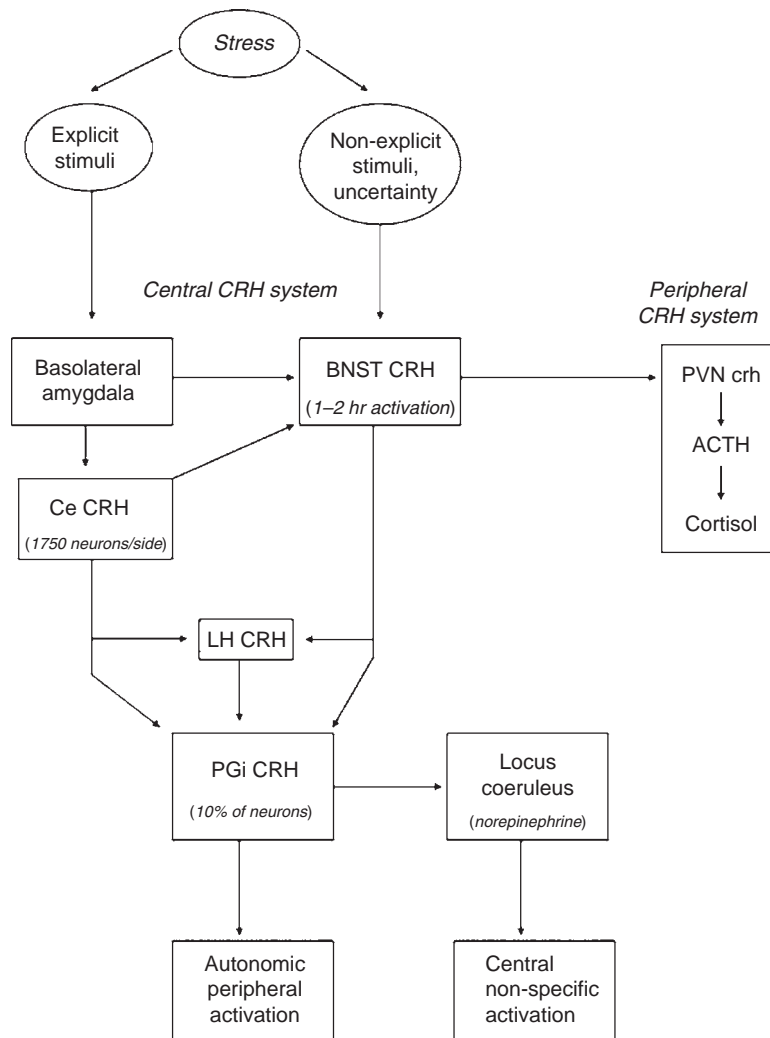 Stress
Explicit
stimuli
Non-explicit
stimuli,
uncertainty
Central CRH system
Peripheral
CRH system
Basolateral
amygdala
BNST CRH
(1–2 hr activation)
PVN crh
ACTH
Cortisol
Ce CRH
(1750 neurons/side)
LH CRH
PGi CRH
(10% of neurons)
Locus
coeruleus
(norepinephrine)
Autonomic
peripheral
activation
Central
non-specific
activation